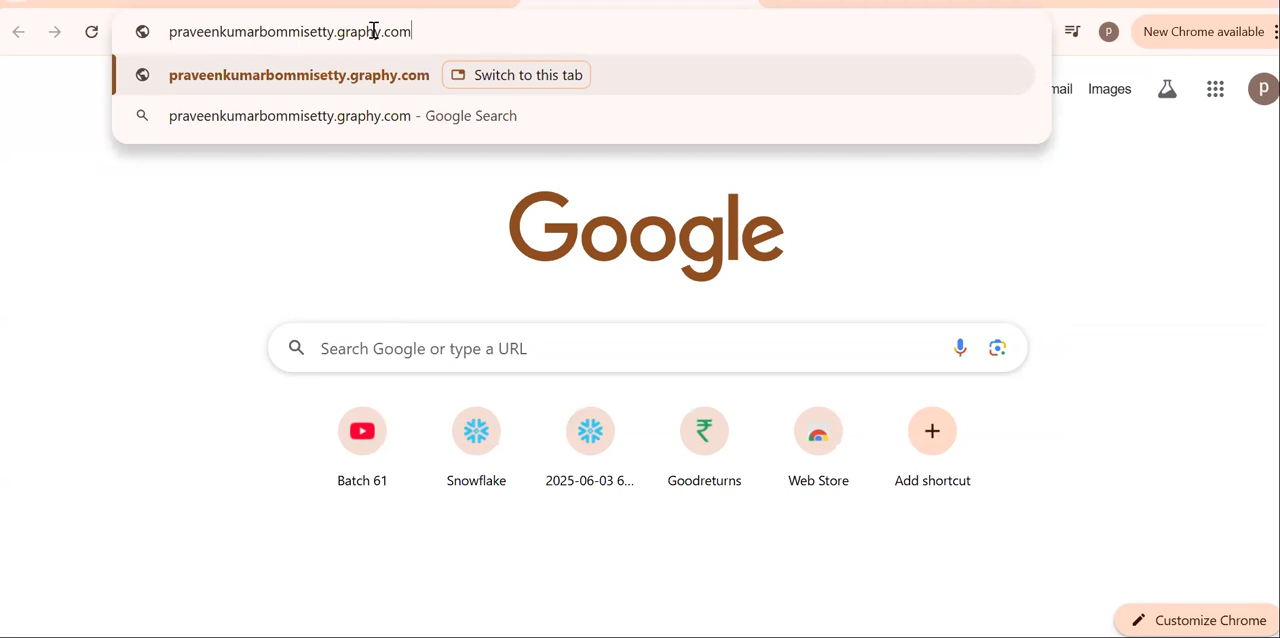 praveenkumarbommisetty.graphy.com
p
New Chrome available
praveenkumarbommisetty.graphy.com Switch to this tab
mail Images
p
praveenkumarbommisetty.graphy.com - Google Search
Google
Search Google or type a URL
Batch 61
Snowflake
2025-06-03 6...
Goodreturns
Web Store
Add shortcut
Customize Chrome